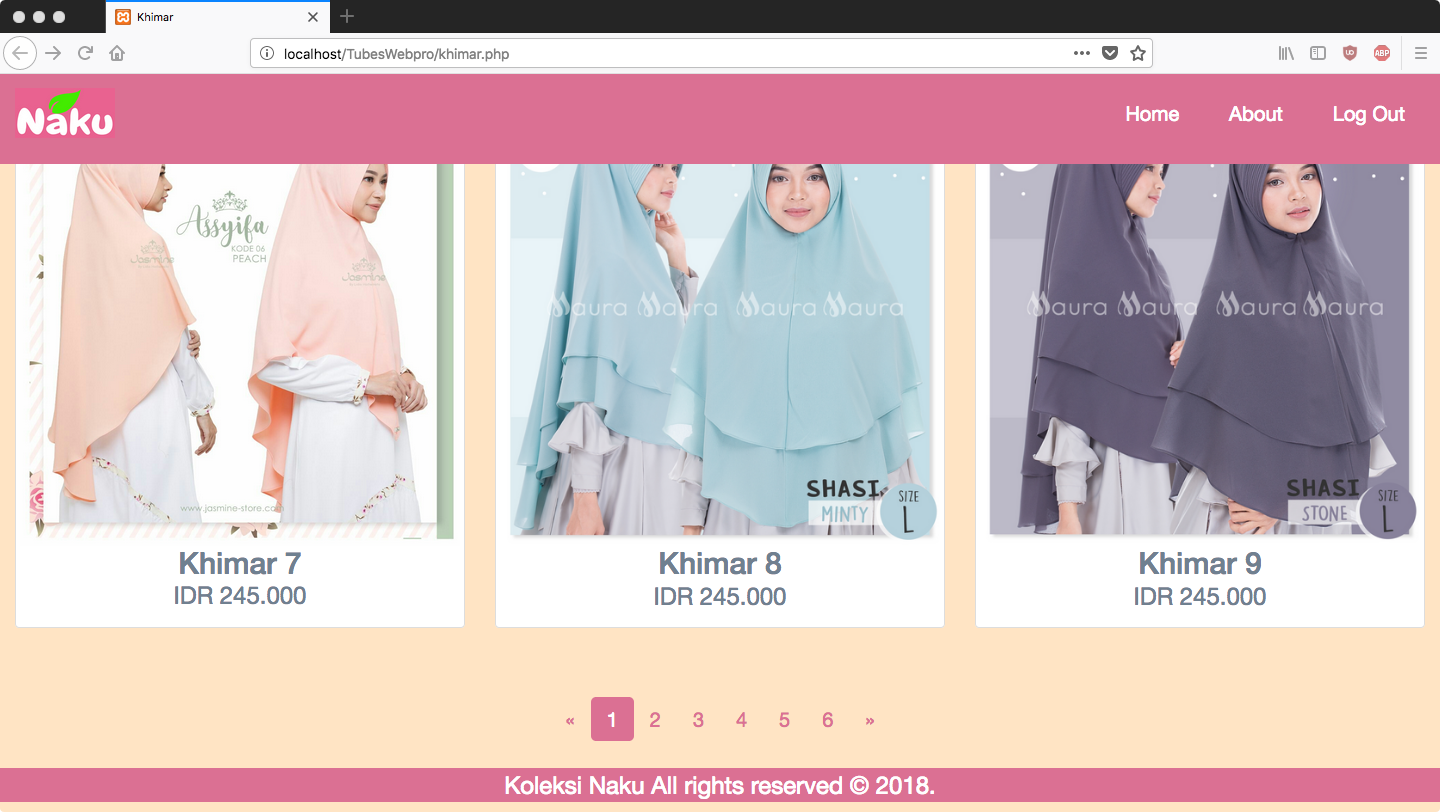 Khimar
localhost/TubesWebpro/khimar.php
UD
ABP
Naku
Home About Log Out
Assyifa
KODE 06
PEACH
Jasmine
Jasmine
www.jasmine-store.com
Maura Maura Maura Maura
SHASI
MINTY
SIZE
L
Maura Maura Maura Maura
SHASI
STONE
SIZE
L
Khimar 7
IDR 245.000
Khimar 8
IDR 245.000
Khimar 9
IDR 245.000
« 1 2 3 4 5 6 »
Koleksi Naku All rights reserved © 2018.